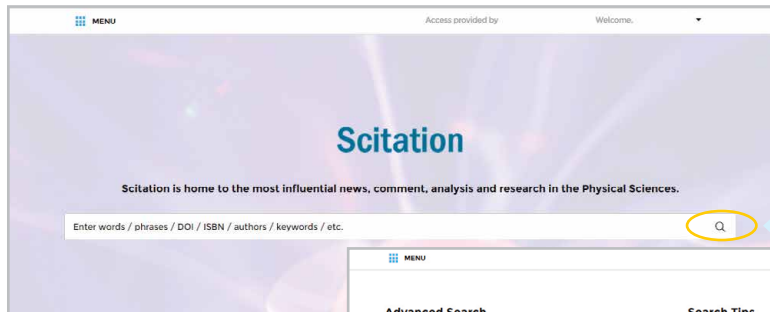 MENU Access provided by Welcome.
Scitation
Scitation is home to the most influential news, comment, analysis and research in the Physical Sciences.
Enter words / phrases / DOI / ISBN / authors / keywords / etc.
MENU
Advanced Search Search Tips